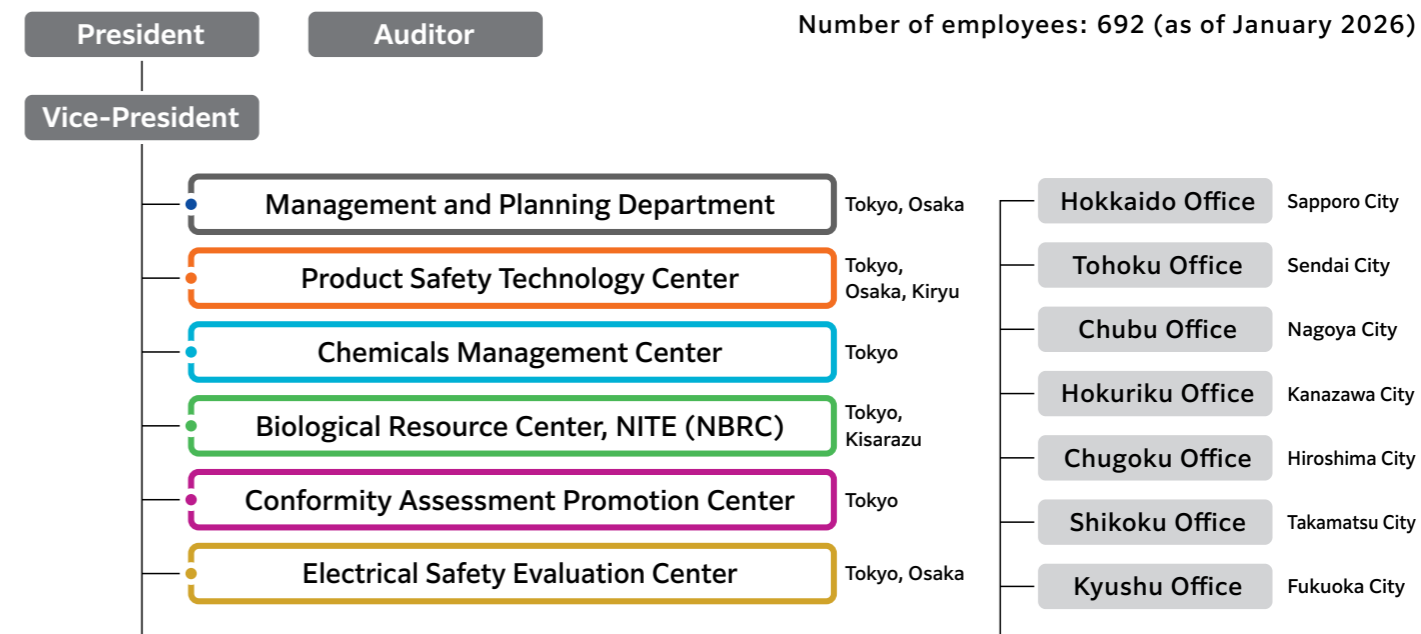 President
Auditor
Number of employees: 692 (as of January 2026)
Vice-President
Management and Planning Department
Tokyo, Osaka
Product Safety Technology Center
Tokyo,
Osaka, Kiryu
Chemicals Management Center
Tokyo
Biological Resource Center, NITE (NBRC)
Tokyo,
Kisarazu
Conformity Assessment Promotion Center
Tokyo
Electrical Safety Evaluation Center
Tokyo, Osaka
Hokkaido Office
Sapporo City
Tohoku Office
Sendai City
Chubu Office
Nagoya City
Hokuriku Office
Kanazawa City
Chugoku Office
Hiroshima City
Shikoku Office
Takamatsu City
Kyushu Office
Fukuoka City